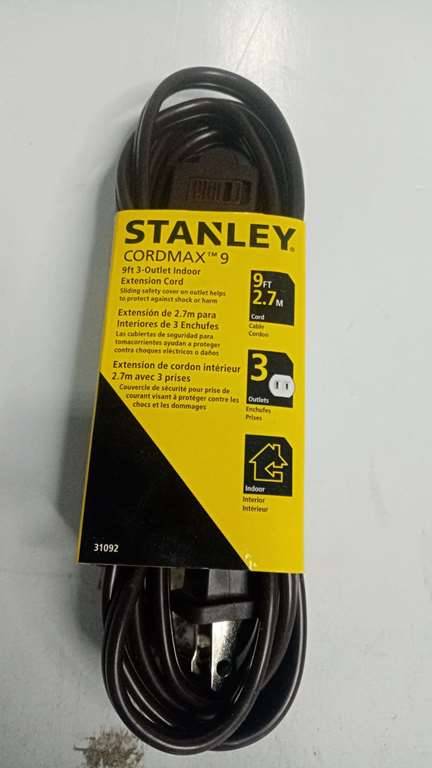 STANLEY
CORDMAX™ 9
9ft 3-Outlet Indoor
Extension Cord
Sliding safety cover on outlet helps
to protect against shock or harm
Extensión de 2.7m para
Interiores de 3 Enchufes
Las cubiertas de seguridad para
tomacorrientes ayudan a proteger
contra choques eléctricos o daños
Extension de cordon intérieur
2.7m avec 3 prises
Couvercle de sécurité pour prise de
courant visant à protéger contre les
chocs et les dommages
9FT
2.7M
Cord
Cable
Cordon
3
Outlets
Enchufes
Prises
Indoor
Interior
Intérieur
31092